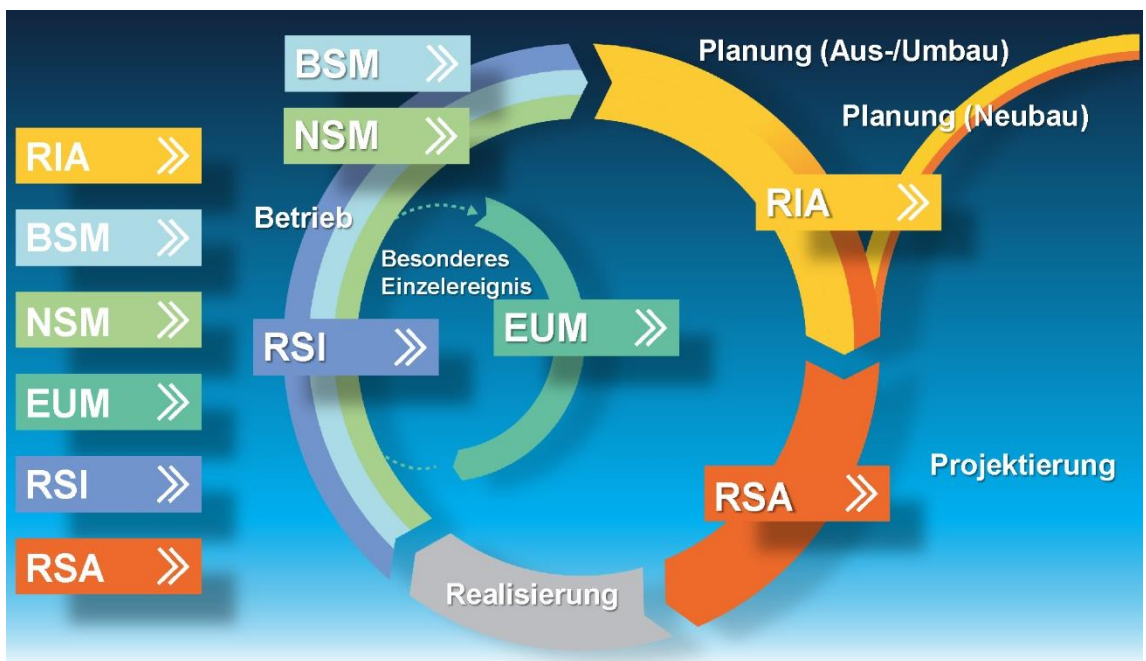 RIA
BSM
NSM
EUM
RSI
RSA
BSM
NSM
Betrieb
Besonderes
Einzelereignis
RSI
EUM
Planung (Aus-/Umbau)
Planung (Neubau)
RIA
RSA
Projektierung
Realisierung